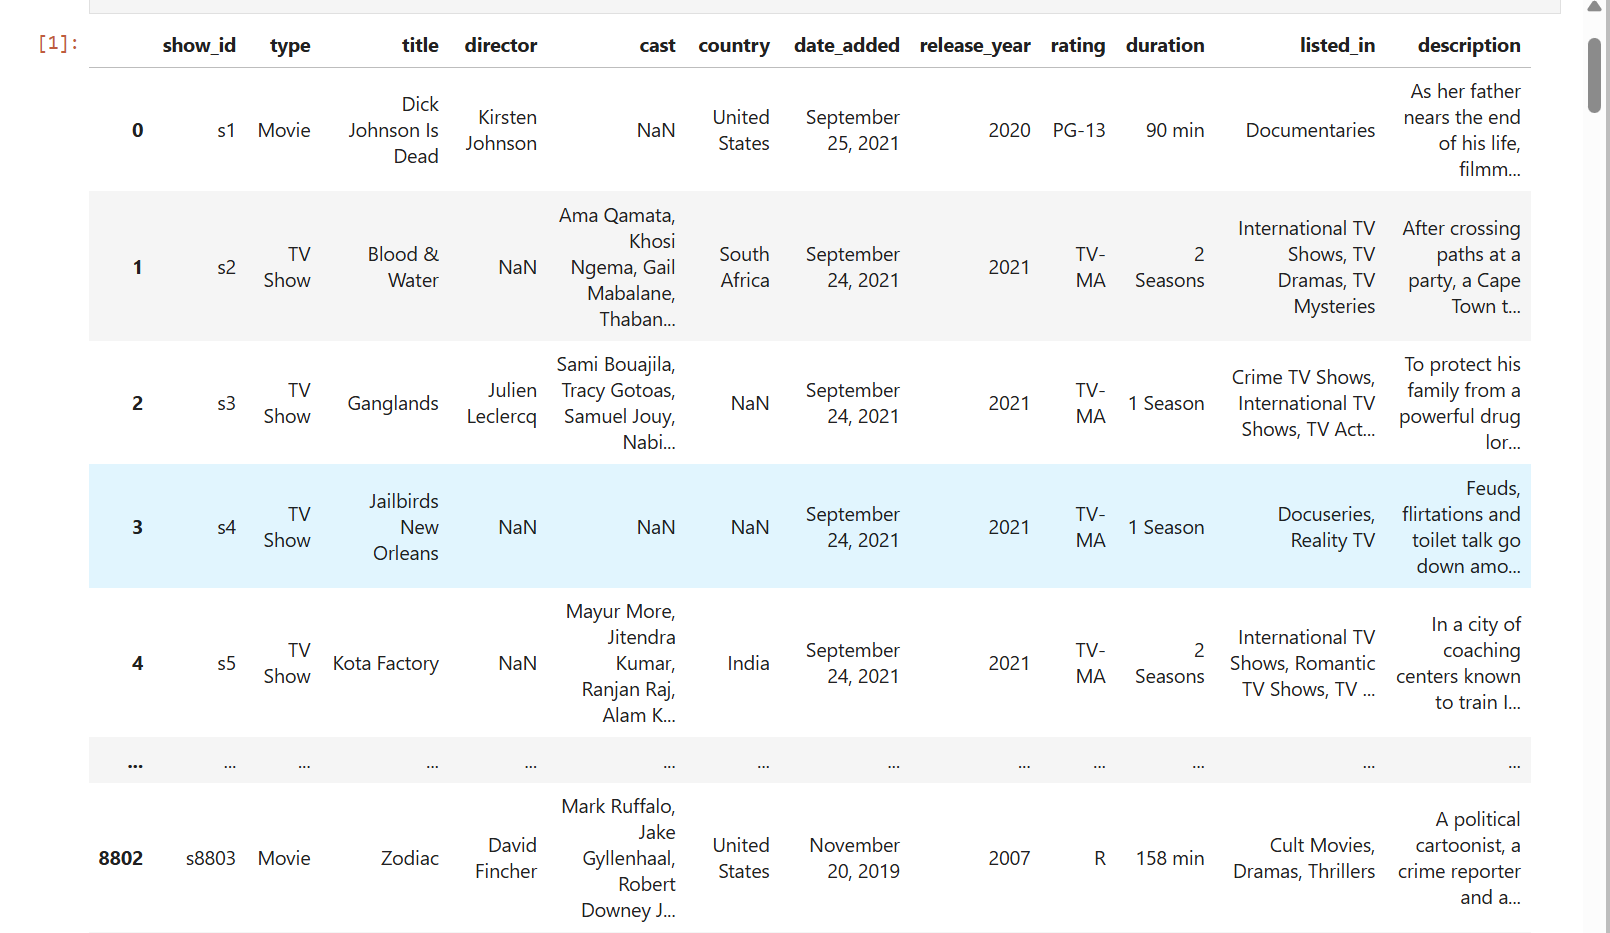 [1]:
show_id type title director cast country date_added release_year rating duration listed_in description
0 s1 Movie Dick Johnson Is Dead Kirsten Johnson NaN United States September 25, 2021 2020 PG-13 90 min Documentaries As her father nears the end of his life, filmm...
1 s2 TV Show Blood & Water NaN Ama Qamata, Khosi Ngema, Gail Mabalane, Thaban... South Africa September 24, 2021 2021 TV-MA 2 Seasons International TV Shows, TV Dramas, TV Mysteries After crossing paths at a party, a Cape Town t...
2 s3 TV Show Ganglands Julien Leclercq Sami Bouajila, Tracy Gotoas, Samuel Jouy, Nabi... NaN September 24, 2021 2021 TV-MA 1 Season Crime TV Shows, International TV Shows, TV Act... To protect his family from a powerful drug lor...
3 s4 TV Show Jailbirds New Orleans NaN NaN NaN September 24, 2021 2021 TV-MA 1 Season Docuseries, Reality TV Feuds, flirtations and toilet talk go down amo...
4 s5 TV Show Kota Factory NaN Mayur More, Jitendra Kumar, Ranjan Raj, Alam K... India September 24, 2021 2021 TV-MA 2 Seasons International TV Shows, Romantic TV Shows, TV ... In a city of coaching centers known to train I...
... ... ... ... ... ... ... ... ... ... ... ... ...
8802 s8803 Movie Zodiac David Fincher Mark Ruffalo, Jake Gyllenhaal, Robert Downey J... United States November 20, 2019 2007 R 158 min Cult Movies, Dramas, Thrillers A political cartoonist, a crime reporter and a...